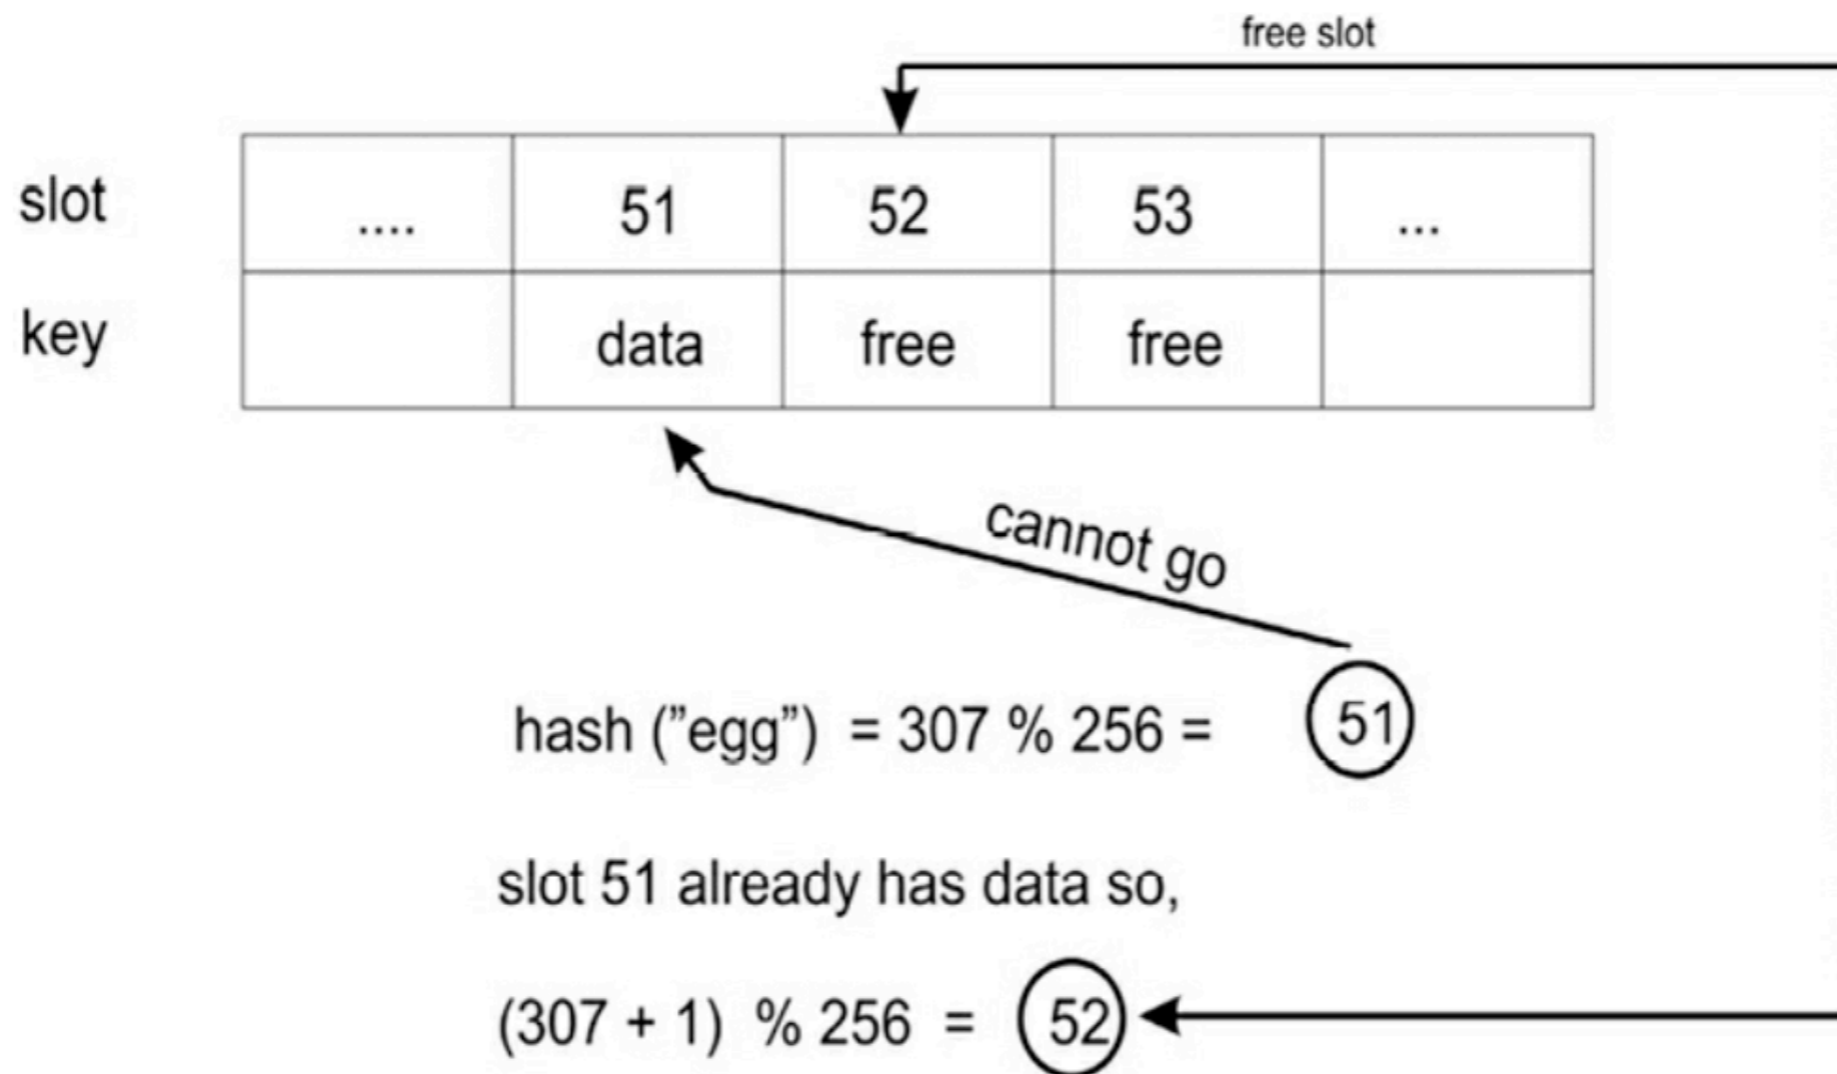 free slot
slot .... 51 52 53 ...
key data free free
cannot go
hash (”egg”) = 307 % 256 = 51
slot 51 already has data so,
(307 + 1) % 256 = 52